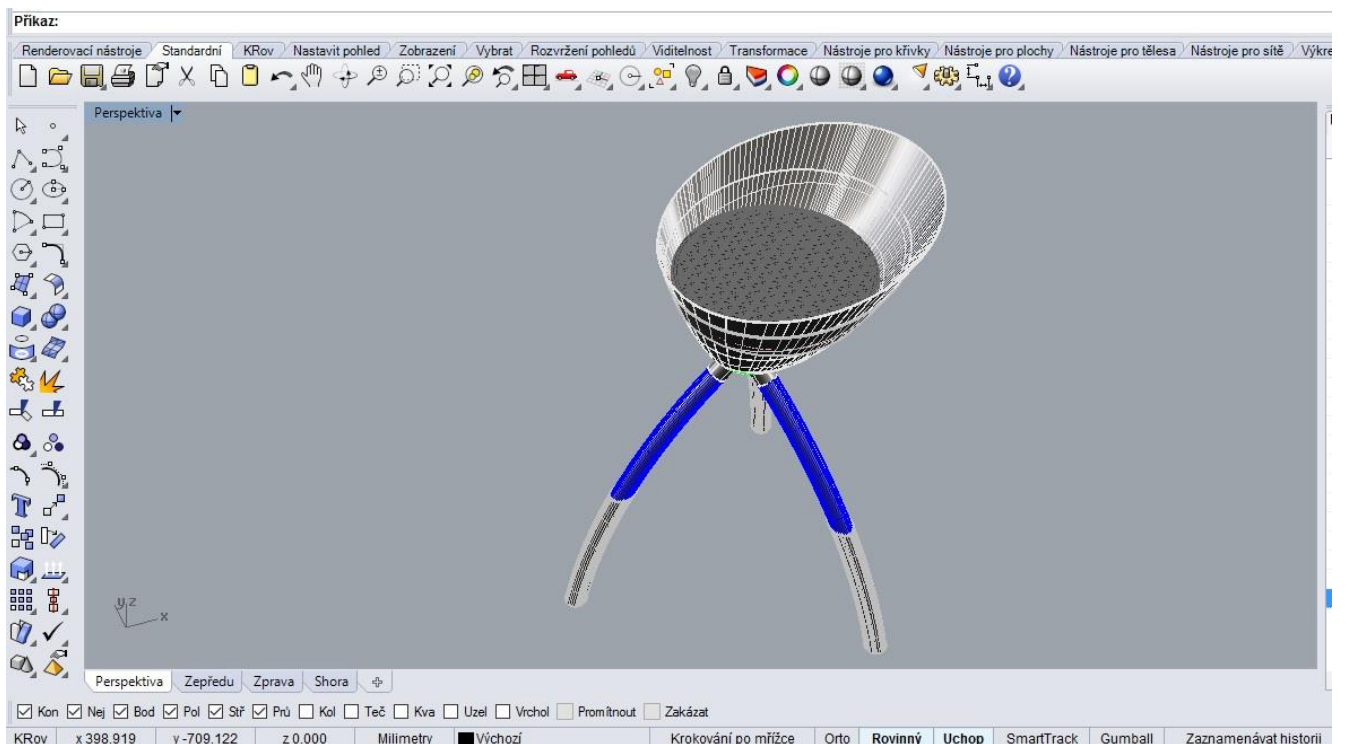 Příkaz:
Renderovací nástroje Standardní KRov Nastavit pohled Zobrazení Vybrat Rozvržení pohledů Viditelnost Transformace Nástroje pro křivky Nástroje pro plochy Nástroje pro tělesa Nástroje pro sítě Výkre
Perspektiva
y z x
Perspektiva Zepředu Zprava Shora
Kon Nej Bod Pol Stř Prů Kol Teč Kva Uzel Vrchol Promítnout Zakázat
KRov x 398.919 y -709.122 z 0.000 Milimetry Výchozí Krokování po mřížce Orto Rovinný Uchop SmartTrack Gumball Zaznamenávat historii